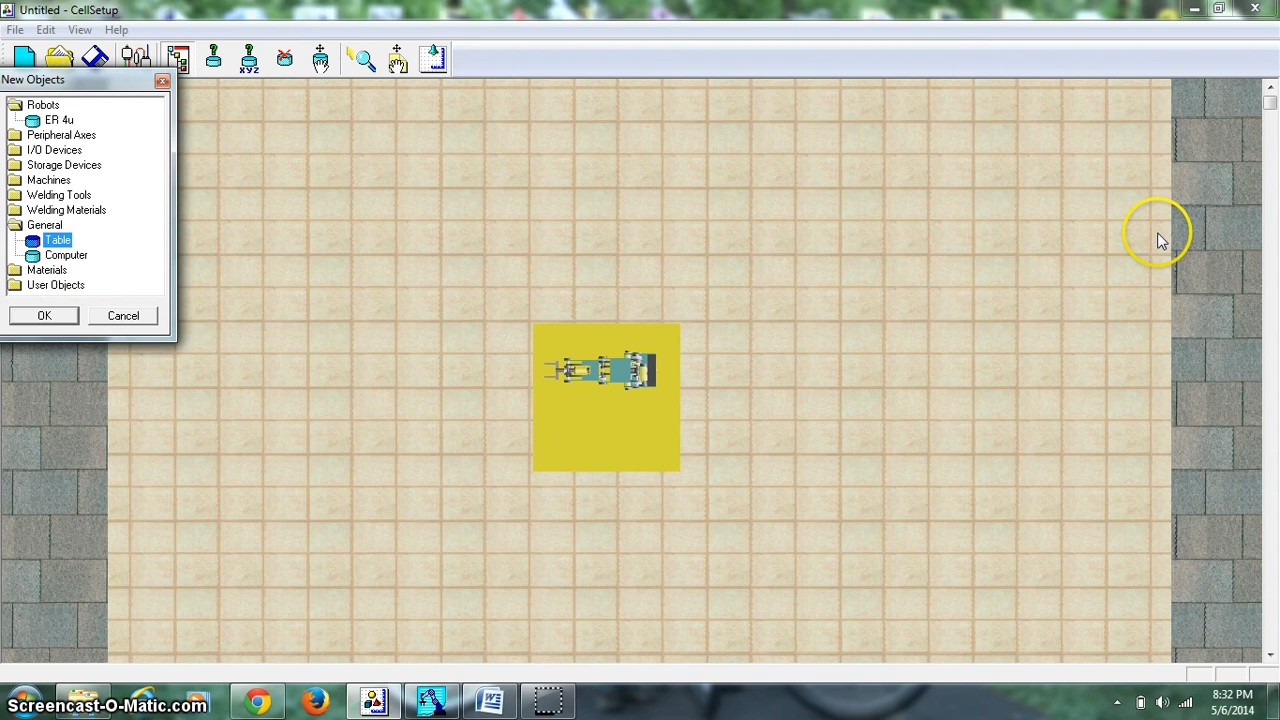 Untitled - CellSetup
File Edit View Help
xyz
New Objects
Robots
ER 4u
Peripheral Axes
I/O Devices
Storage Devices
Machines
Welding Tools
Welding Materials
General
Table
Computer
Materials
User Objects
OK Cancel
8:32 PM
5/6/2014
Screencast-O-Matic.com